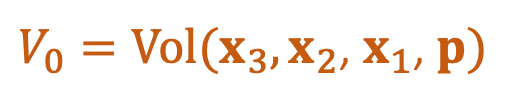 V₀ = Vol(x₃, x₂, x₁, p)